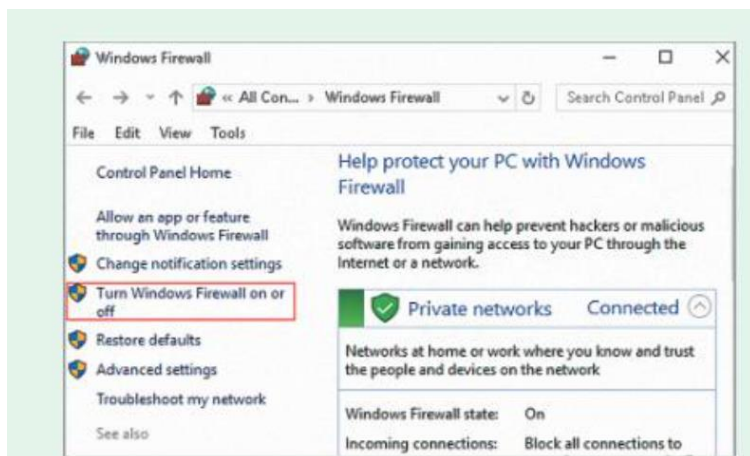 Windows Firewall
« All Con... › Windows Firewall
Search Control Panel
File Edit View Tools
Control Panel Home
Allow an app or feature
through Windows Firewall
Change notification settings
Turn Windows Firewall on or
off
Restore defaults
Advanced settings
Troubleshoot my network
See also
Help protect your PC with Windows
Firewall
Windows Firewall can help prevent hackers or malicious
software from gaining access to your PC through the
Internet or a network.
Private networks Connected
Networks at home or work where you know and trust
the people and devices on the network
Windows Firewall state: On
Incoming connections: Block all connections to